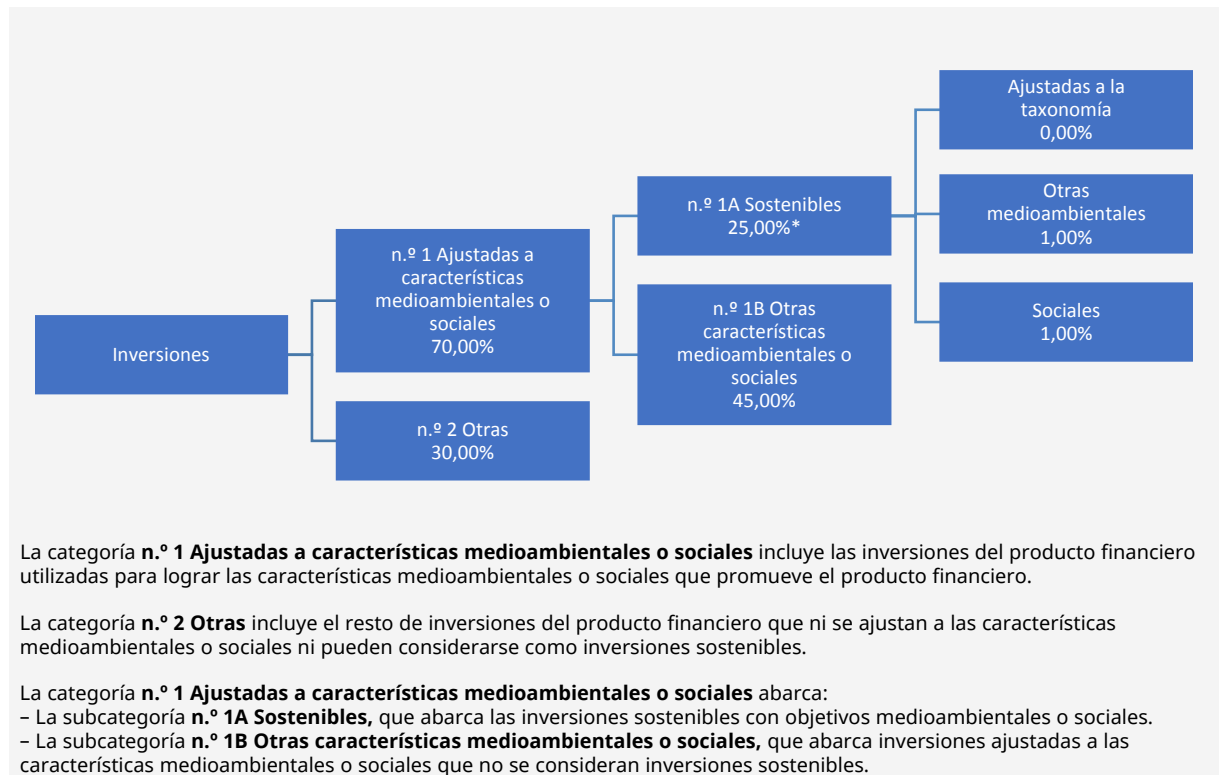 Inversiones
n.º 1 Ajustadas a
características
medioambientales o
sociales
70,00%
n.º 2 Otras
30,00%
n.º 1A Sostenibles
25,00%*
n.º 1B Otras
características
medioambientales o
sociales
45,00%
Ajustadas a la
taxonomía
0,00%
Otras
medioambientales
1,00%
Sociales
1,00%
La categoría n.º 1 Ajustadas a características medioambientales o sociales incluye las inversiones del producto financiero
utilizadas para lograr las características medioambientales o sociales que promueve el producto financiero.
La categoría n.º 2 Otras incluye el resto de inversiones del producto financiero que ni se ajustan a las características
medioambientales o sociales ni pueden considerarse como inversiones sostenibles.
La categoría n.º 1 Ajustadas a características medioambientales o sociales abarca:
– La subcategoría n.º 1A Sostenibles, que abarca las inversiones sostenibles con objetivos medioambientales o sociales.
– La subcategoría n.º 1B Otras características medioambientales o sociales, que abarca inversiones ajustadas a las
características medioambientales o sociales que no se consideran inversiones sostenibles.